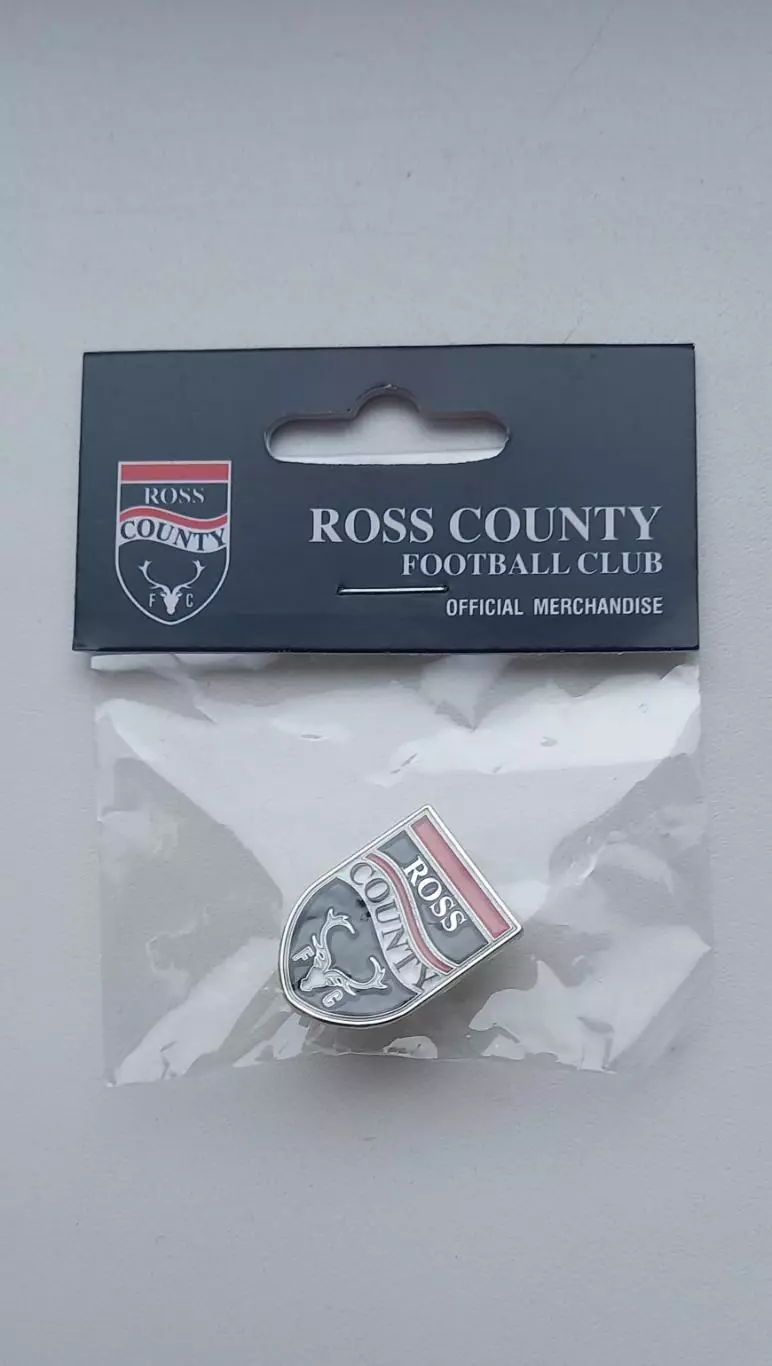 ROSS
COUNTY
F C
ROSS COUNTY
FOOTBALL CLUB
OFFICIAL MERCHANDISE
ROSS
COUNTY
F C